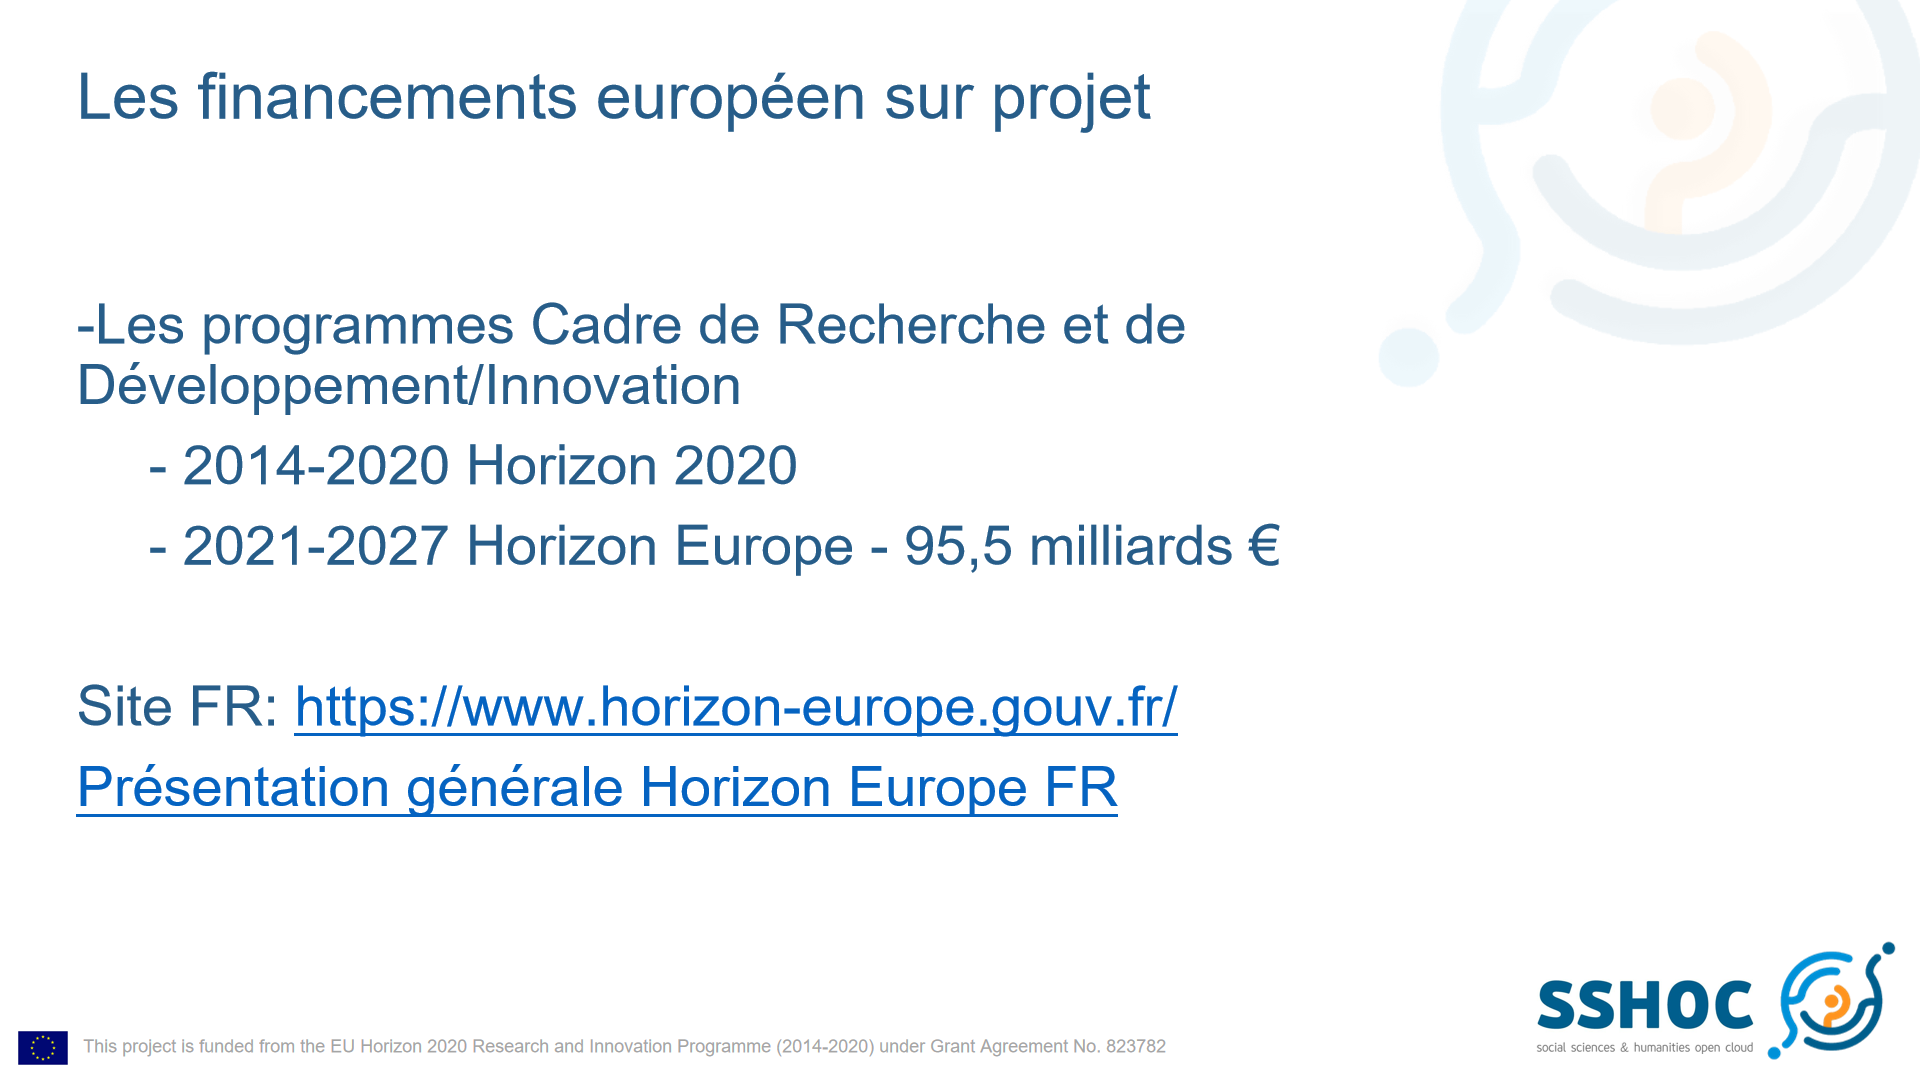 Les financements européen sur projet
-Les programmes Cadre de Recherche et de
Développement/Innovation
- 2014-2020 Horizon 2020
- 2021-2027 Horizon Europe - 95,5 milliards €
Site FR: https://www.horizon-europe.gouv.fr/
Présentation générale Horizon Europe FR
SSHOC
social sciences & humanities open cloud
This project is funded from the EU Horizon 2020 Research and Innovation Programme (2014-2020) under Grant Agreement No. 823782